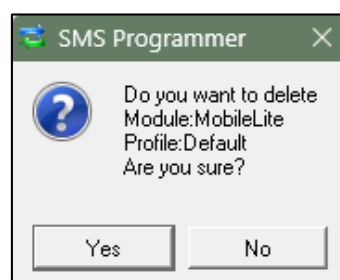 SMS Programmer
Do you want to delete
Module:MobileLite
Profile:Default
Are you sure?
Yes
No